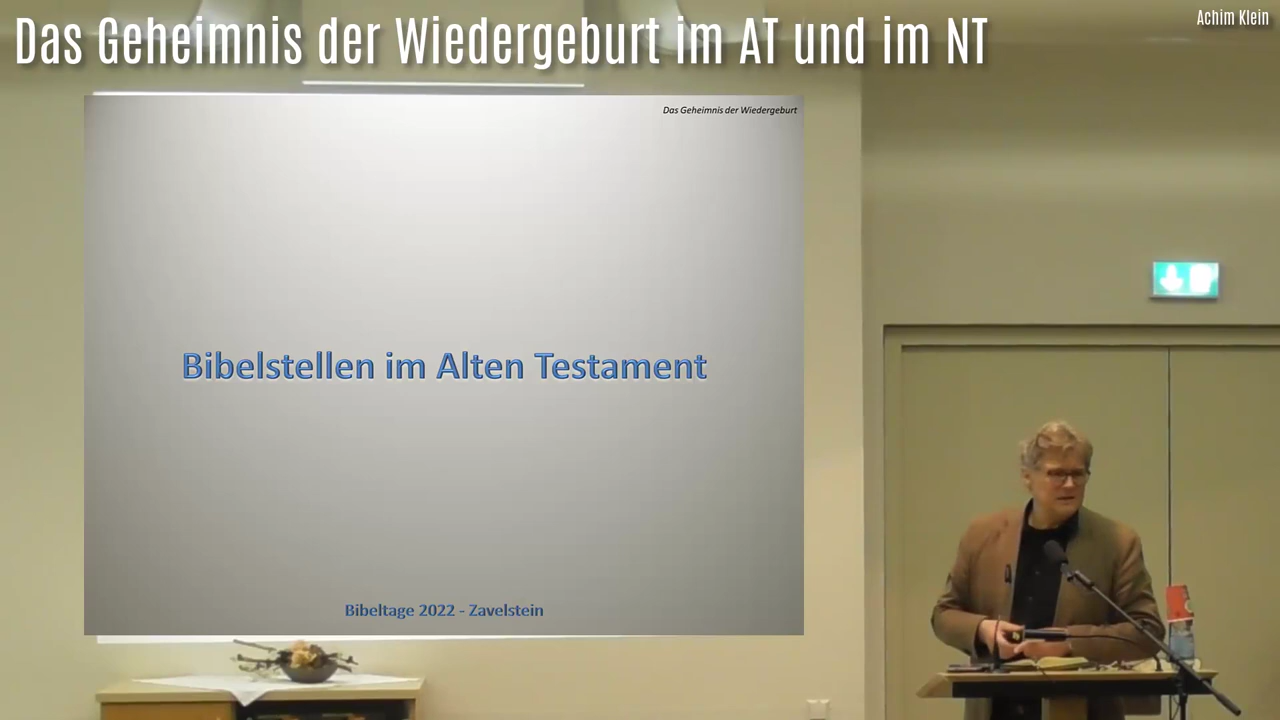 Das Geheimnis der Wiedergeburt im AT und im NT
Achim Klein
Das Geheimnis der Wiedergeburt
Bibelstellen im Alten Testament
Bibeltage 2022 - Zavelstein